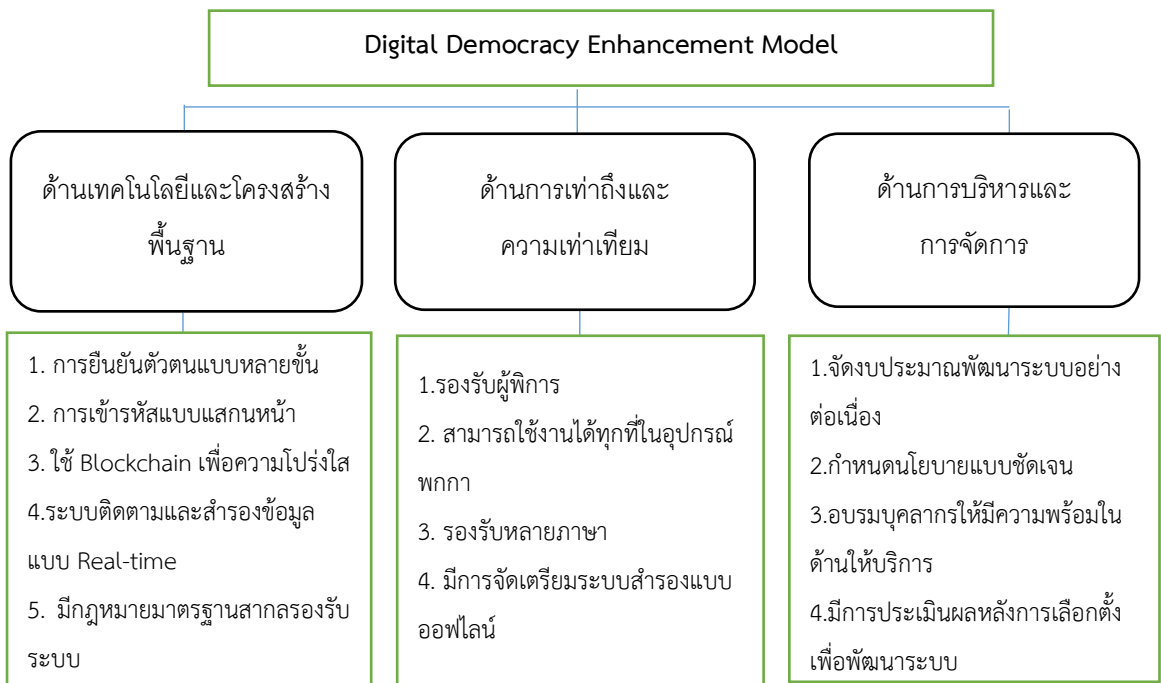 Digital Democracy Enhancement Model
ด้านเทคโนโลยีและโครงสร้าง
พื้นฐาน
ด้านการเท่าถึงและ
ความเท่าเทียม
ด้านการบริหารและ
การจัดการ
1. การยืนยันตัวตนแบบหลายขั้น
2. การเข้ารหัสแบบแสกนหน้า
3. ใช้ Blockchain เพื่อความโปร่งใส
4.ระบบติดตามและสำรองข้อมูล
แบบ Real-time
5. มีกฎหมายมาตรฐานสากลรองรับ
ระบบ
1.รองรับผู้พิการ
2. สามารถใช้งานได้ทุกที่ในอุปกรณ์
พกกา
3. รองรับหลายภาษา
4. มีการจัดเตรียมระบบสำรองแบบ
ออฟไลน์
1.จัดงบประมาณพัฒนาระบบอย่าง
ต่อเนื่อง
2.กำหนดนโยบายแบบชัดเจน
3.อบรมบุคลากรให้มีความพร้อมใน
ด้านให้บริการ
4.มีการประเมินผลหลังการเลือกตั้ง
เพื่อพัฒนาระบบ